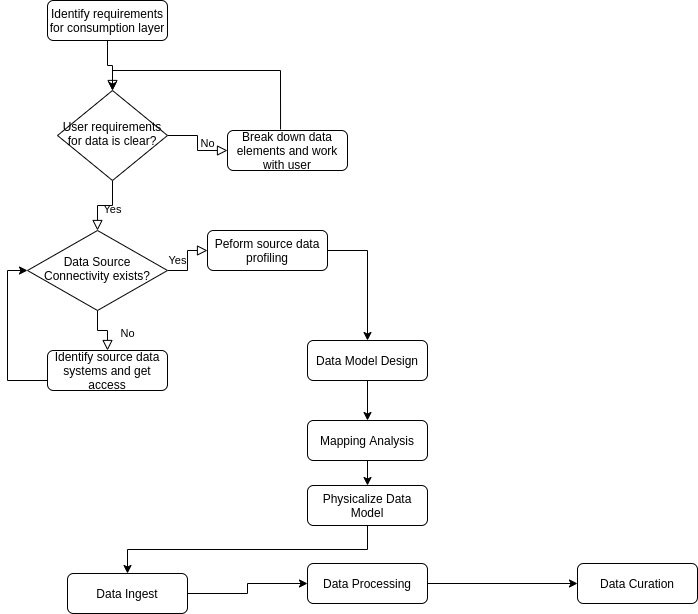 Identify requirements
for consumption layer
User requirements
for data is clear?
No
Break down data
elements and work
with user
Yes
Data Source
Connectivity exists?
Yes
Peform source data
profiling
No
Identify source data
systems and get
access
Data Model Design
Mapping Analysis
Physicalize Data
Model
Data Ingest
Data Processing
Data Curation